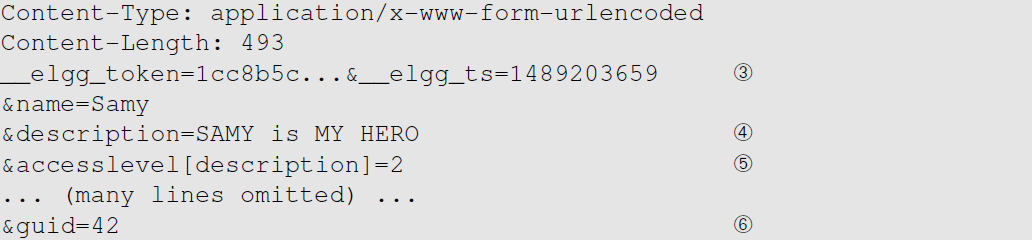 Content-Type: application/x-www-form-urlencoded
Content-Length: 493
__elgg_token=1cc8b5c...&__elgg_ts=1489203659 ③
&name=Samy
&description=SAMY is MY HERO ④
&accesslevel[description]=2 ⑤
... (many lines omitted) ...
&guid=42 ⑥